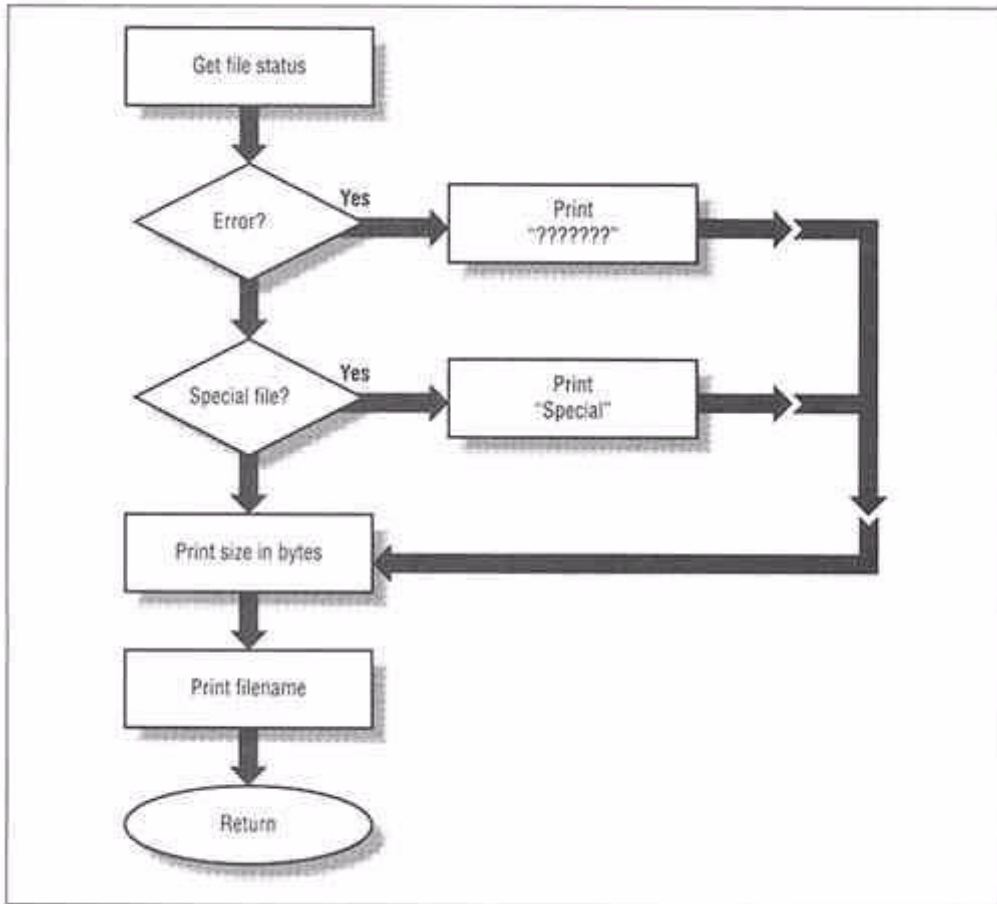 Get file status
Error?
Yes
Print
"???????"
Special file?
Yes
Print
"Special"
Print size in bytes
Print filename
Return